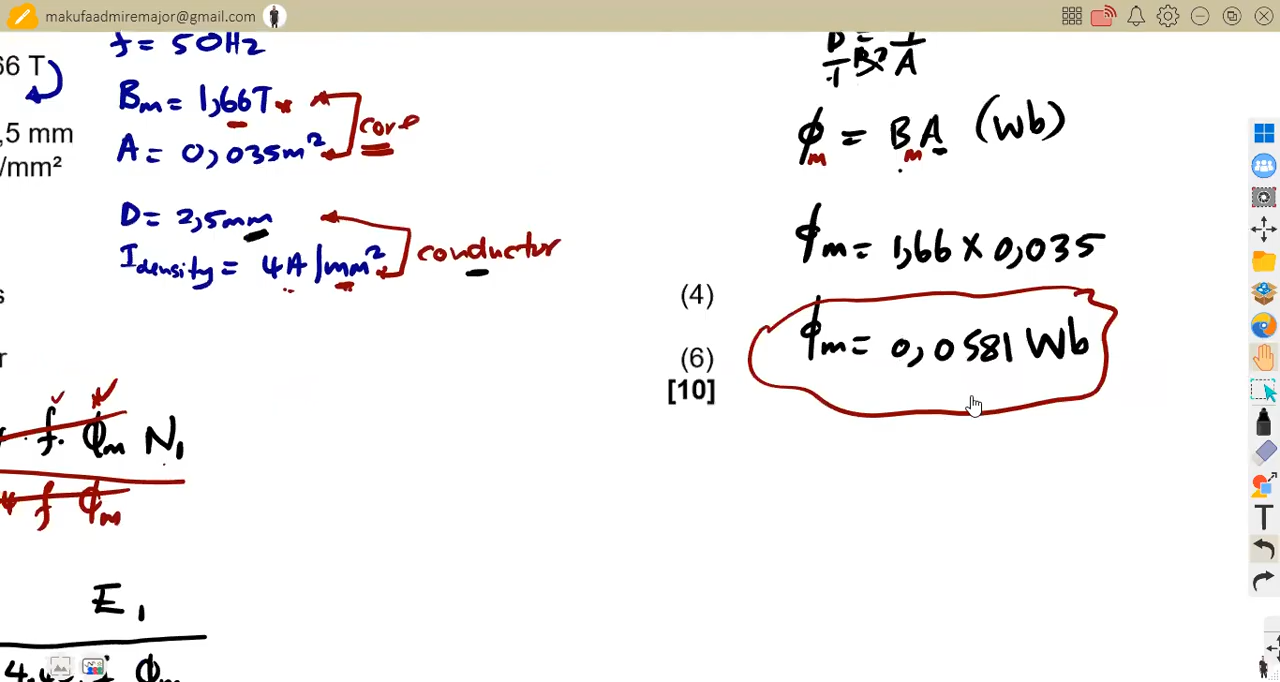 makufaadmiremajor@gmail.com
f = 50Hz
66 T
Bm = 1,66T
core
,5 mm
A = 0,035m²
/mm²
D = 2,5mm
conductor
Idensity = 4A/mm²
s
r
. f. ϕm N1
f ϕm
E1
ϕm
A
ϕm = BmA (Wb)
ϕm = 1,66 × 0,035
(4)
ϕm = 0,0581 Wb
(6)
[10]
T